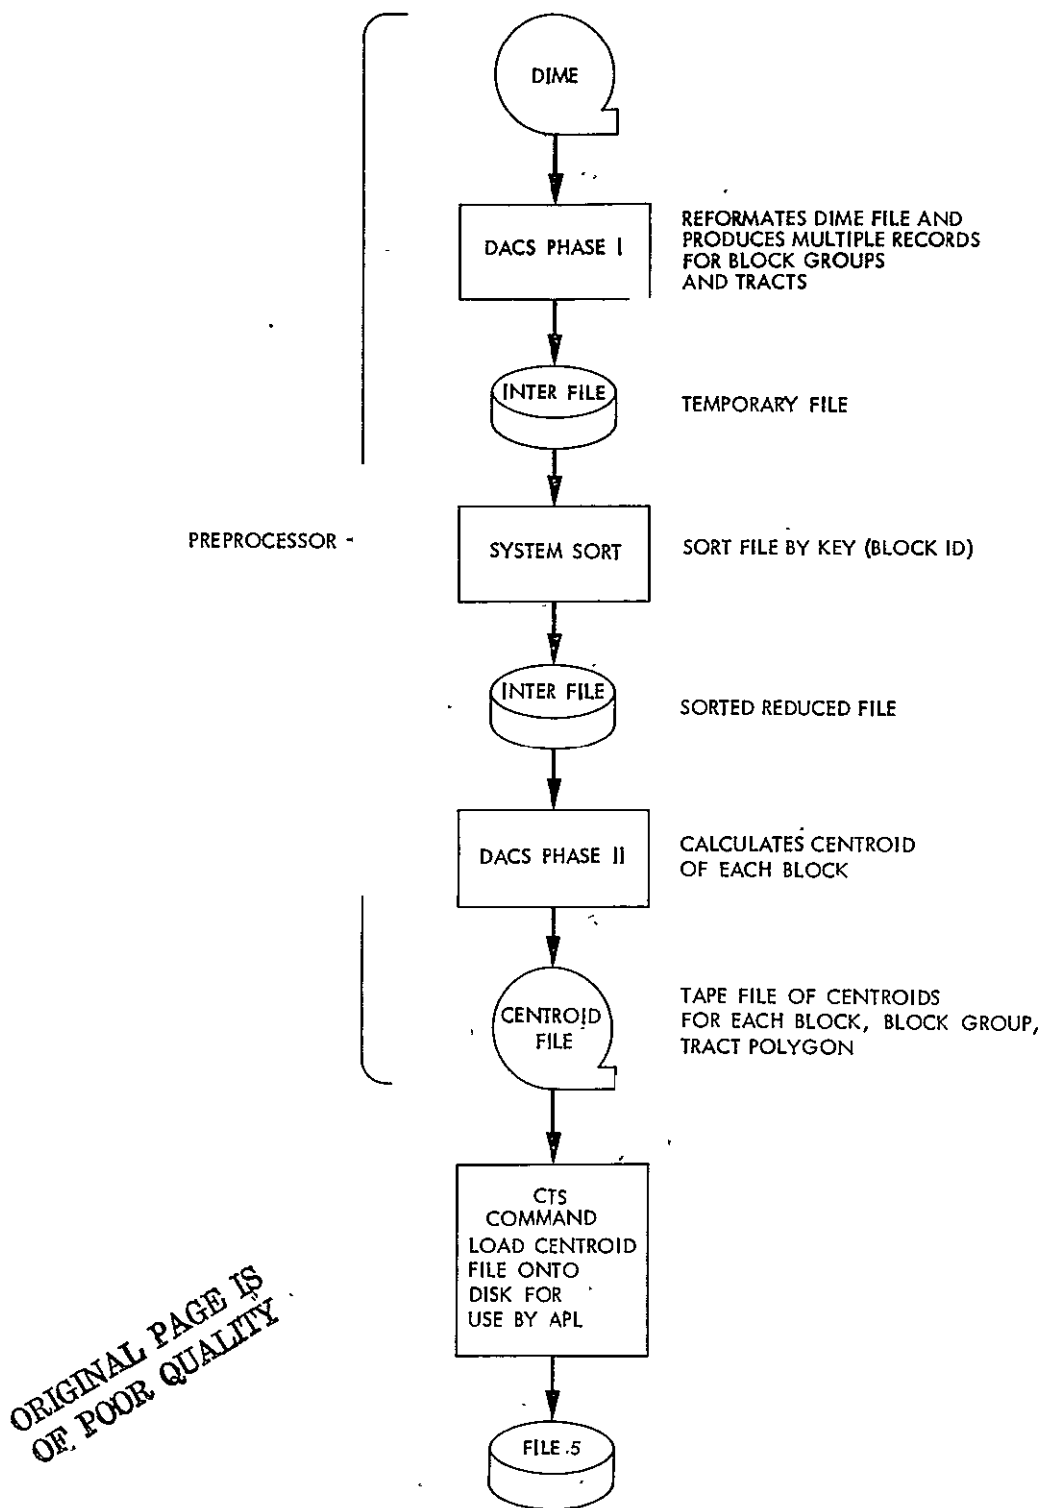 DIME
DACS PHASE I
REFORMATES DIME FILE AND
PRODUCES MULTIPLE RECORDS
FOR BLOCK GROUPS
AND TRACTS
INTER FILE
TEMPORARY FILE
PREPROCESSOR -
SYSTEM SORT
SORT FILE BY KEY (BLOCK ID)
INTER FILE
SORTED REDUCED FILE
DACS PHASE II
CALCULATES CENTROID
OF EACH BLOCK
CENTROID
FILE
TAPE FILE OF CENTROIDS
FOR EACH BLOCK, BLOCK GROUP,
TRACT POLYGON
CTS
COMMAND
LOAD CENTROID
FILE ONTO
DISK FOR
USE BY APL
ORIGINAL PAGE IS
OF POOR QUALITY
FILE 5